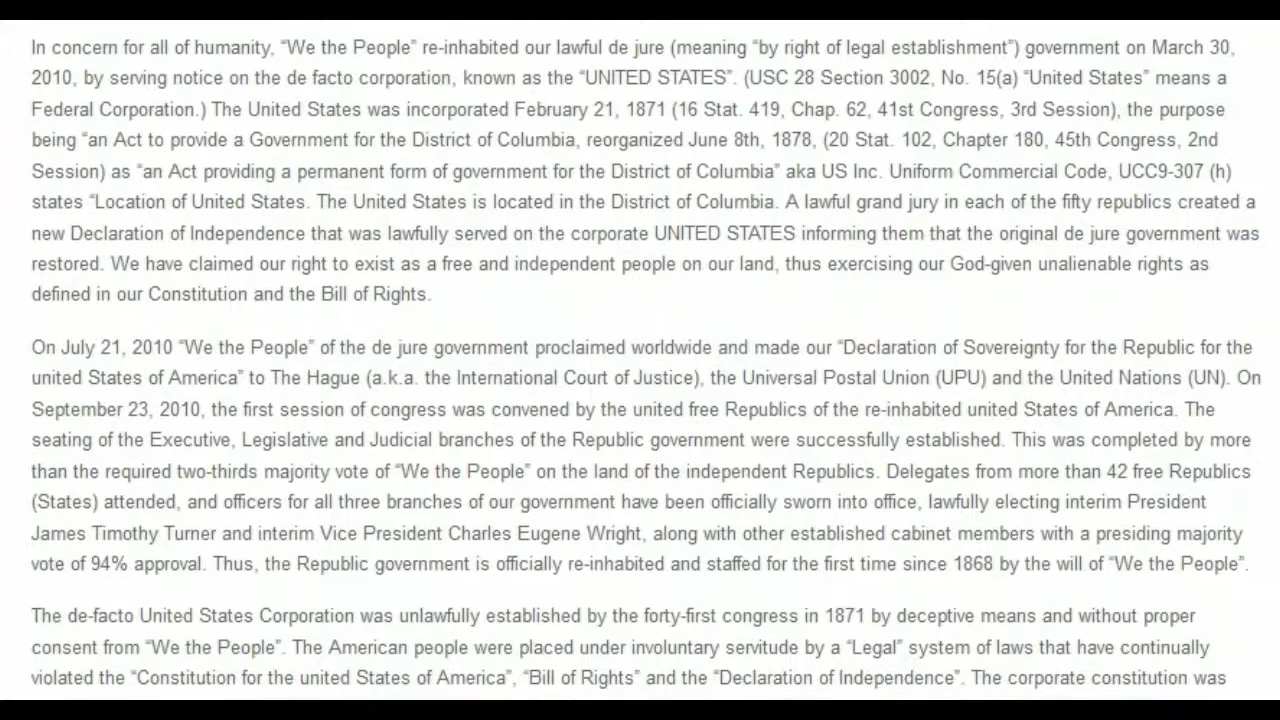 In concern for all of humanity, “We the People” re-inhabited our lawful de jure (meaning “by right of legal establishment”) government on March 30,
2010, by serving notice on the de facto corporation, known as the “UNITED STATES”. (USC 28 Section 3002, No. 15(a) “United States” means a
Federal Corporation.) The United States was incorporated February 21, 1871 (16 Stat. 419, Chap. 62, 41st Congress, 3rd Session), the purpose
being “an Act to provide a Government for the District of Columbia, reorganized June 8th, 1878, (20 Stat. 102, Chapter 180, 45th Congress, 2nd
Session) as “an Act providing a permanent form of government for the District of Columbia” aka US Inc. Uniform Commercial Code, UCC9-307 (h)
states “Location of United States. The United States is located in the District of Columbia. A lawful grand jury in each of the fifty republics created a
new Declaration of Independence that was lawfully served on the corporate UNITED STATES informing them that the original de jure government was
restored. We have claimed our right to exist as a free and independent people on our land, thus exercising our God-given unalienable rights as
defined in our Constitution and the Bill of Rights.
On July 21, 2010 “We the People” of the de jure government proclaimed worldwide and made our “Declaration of Sovereignty for the Republic for the
united States of America” to The Hague (a.k.a. the International Court of Justice), the Universal Postal Union (UPU) and the United Nations (UN). On
September 23, 2010, the first session of congress was convened by the united free Republics of the re-inhabited united States of America. The
seating of the Executive, Legislative and Judicial branches of the Republic government were successfully established. This was completed by more
than the required two-thirds majority vote of “We the People” on the land of the independent Republics. Delegates from more than 42 free Republics
(States) attended, and officers for all three branches of our government have been officially sworn into office, lawfully electing interim President
James Timothy Turner and interim Vice President Charles Eugene Wright, along with other established cabinet members with a presiding majority
vote of 94% approval. Thus, the Republic government is officially re-inhabited and staffed for the first time since 1868 by the will of “We the People”.
The de-facto United States Corporation was unlawfully established by the forty-first congress in 1871 by deceptive means and without proper
consent from “We the People”. The American people were placed under involuntary servitude by a “Legal” system of laws that have continually
violated the “Constitution for the united States of America”, “Bill of Rights” and the “Declaration of Independence”. The corporate constitution was